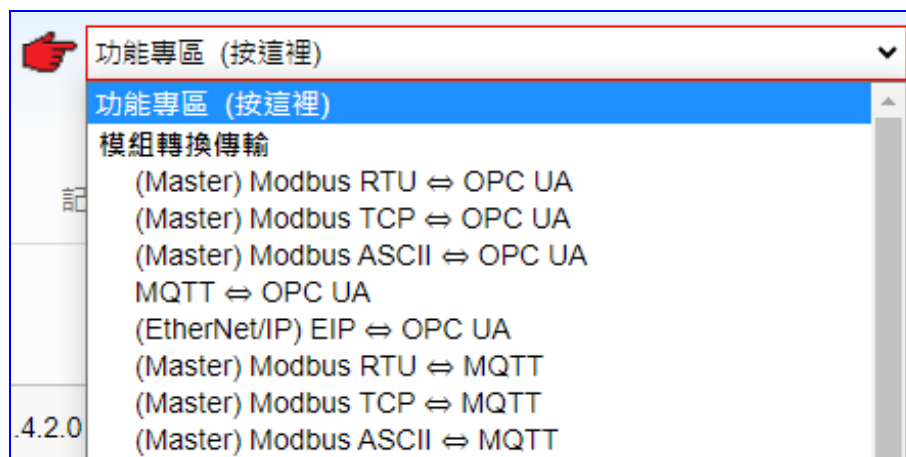 功能專區 (按這裡)
功能專區 (按這裡)
模組轉換傳輸
(Master) Modbus RTU ⇔ OPC UA
記
(Master) Modbus TCP ⇔ OPC UA
(Master) Modbus ASCII ⇔ OPC UA
MQTT ⇔ OPC UA
(EtherNet/IP) EIP ⇔ OPC UA
(Master) Modbus RTU ⇔ MQTT
(Master) Modbus TCP ⇔ MQTT
.4.2.0
(Master) Modbus ASCII ⇔ MQTT